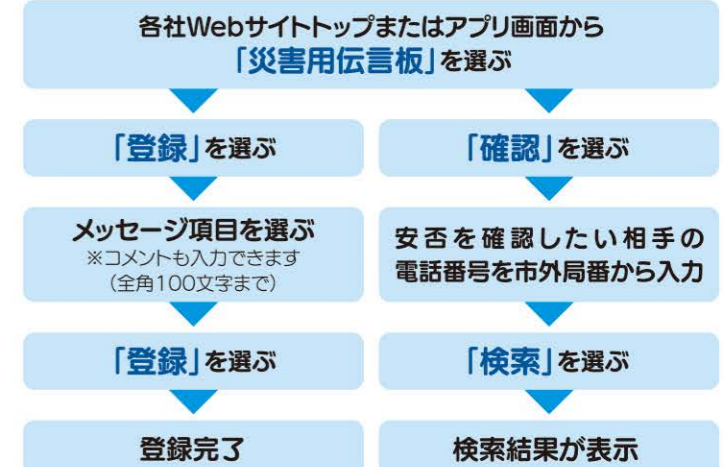 各社Webサイトトップまたはアプリ画面から
「災害用伝言板」を選ぶ
「登録」を選ぶ
メッセージ項目を選ぶ
※コメントも入力できます
（全角100文字まで）
「登録」を選ぶ
登録完了
「確認」を選ぶ
安否を確認したい相手の
電話番号を市外局番から入力
「検索」を選ぶ
検索結果が表示